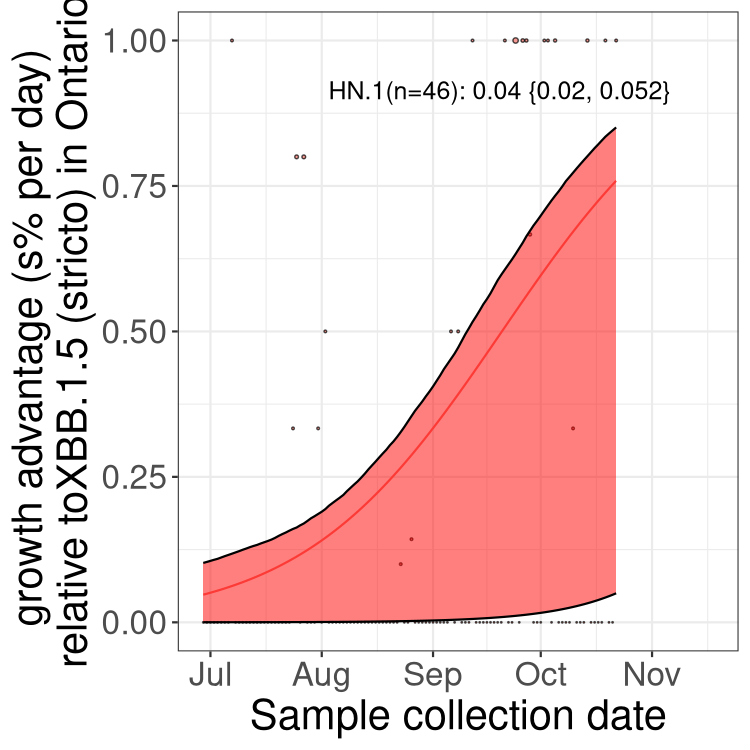 growth advantage (s% per day)
relative toXBB.1.5 (stricto) in Ontario
1.00
0.75
0.50
0.25
0.00
HN.1(n=46): 0.04 {0.02, 0.052}
Jul Aug Sep Oct Nov
Sample collection date